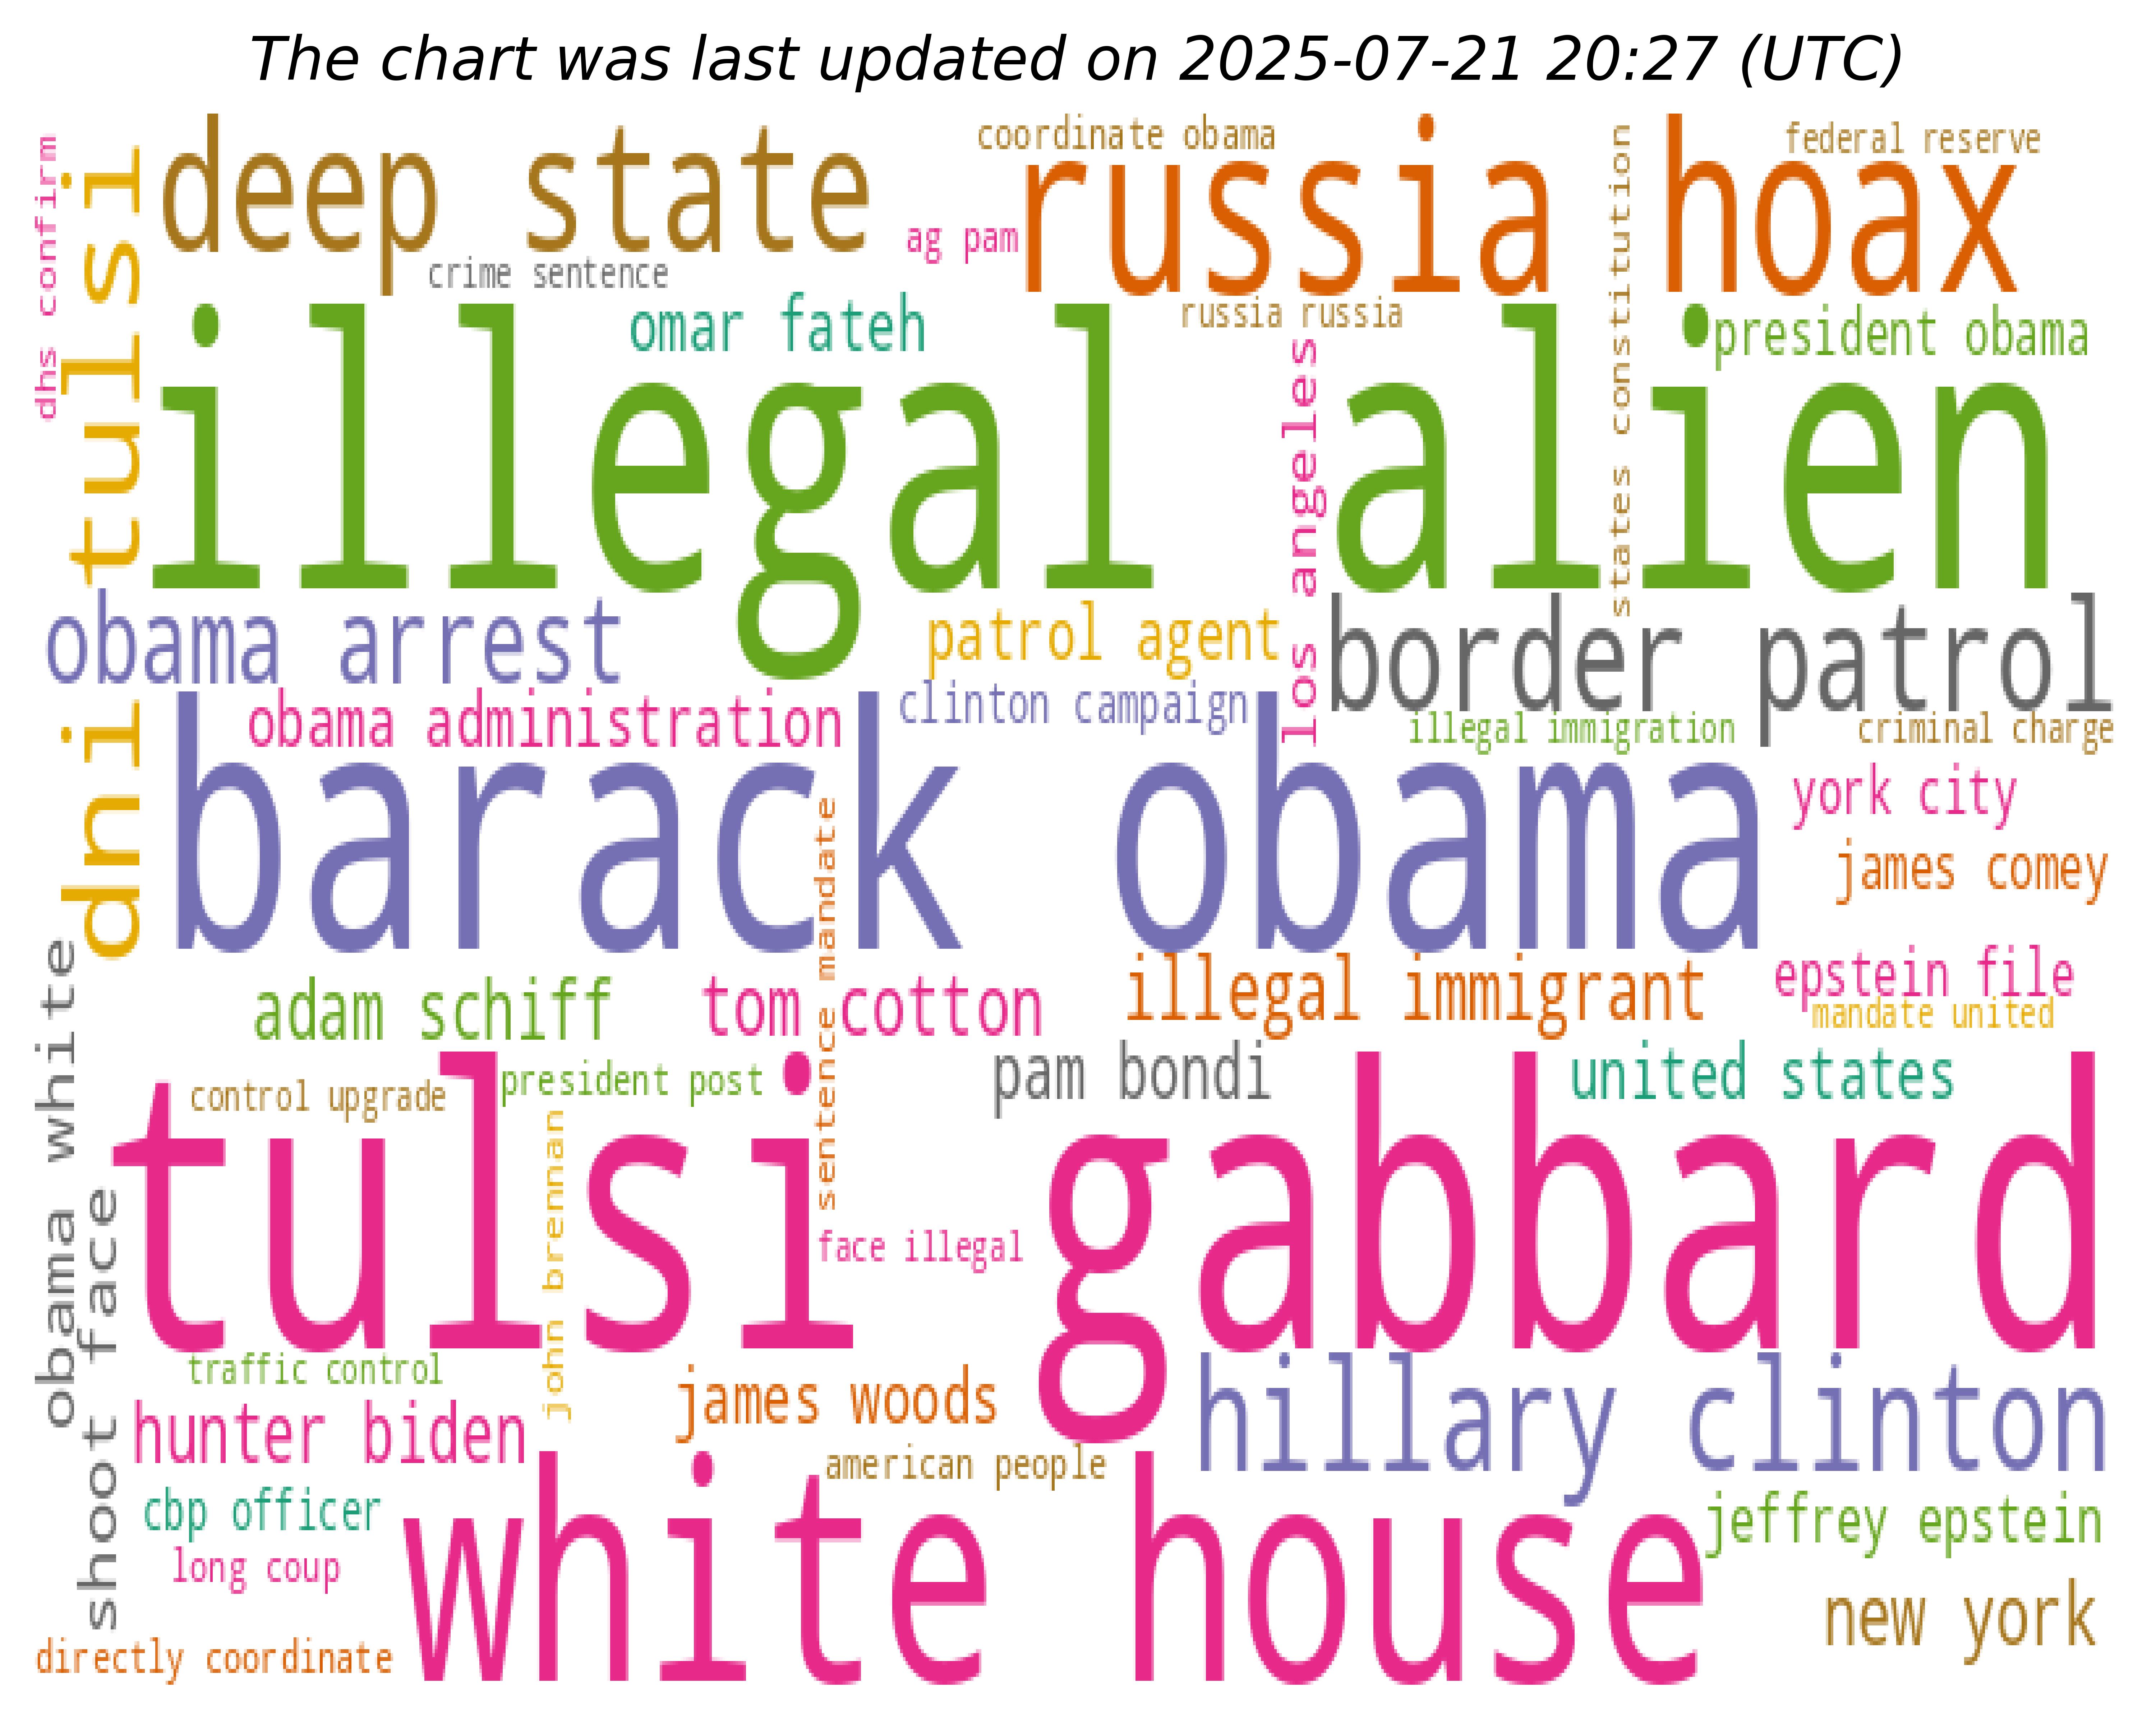 The chart was last updated on 2025-07-21 20:27 (UTC)
dhs confirm
dni tulsi
deep state
coordinate obama
russia hoax
federal reserve
states constitution
ag pam
crime sentence
omar fateh
russia russia
president obama
illegal alien
los angeles
obama arrest
patrol agent
border patrol
obama administration
clinton campaign
illegal immigration
criminal charge
barack obama
york city
james comey
sentence mandate
obama white
adam schiff
tom cotton
illegal immigrant
epstein file
mandate united
control upgrade
president post
pam bondi
united states
john brennan
tulsi gabbard
face illegal
shoot face
traffic control
hunter biden
james woods
hillary clinton
american people
cbp officer
long coup
white house
jeffrey epstein
new york
directly coordinate